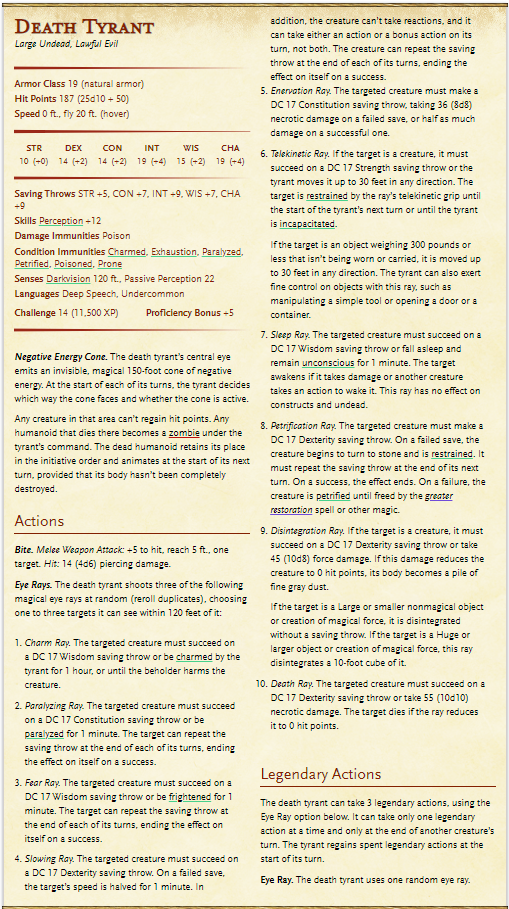 DEATH TYRANT
Large Undead, Lawful Evil
Armor Class 19 (natural armor)
Hit Points 187 (25d10 + 50)
Speed 0 ft., fly 20 ft. (hover)
STR DEX CON INT WIS CHA
10 (+0) 14 (+2) 14 (+2) 19 (+4) 15 (+2) 19 (+4)
Saving Throws STR +5, CON +7, INT +9, WIS +7, CHA
+9
Skills Perception +12
Damage Immunities Poison
Condition Immunities Charmed, Exhaustion, Paralyzed,
Petrified, Poisoned, Prone
Senses Darkvision 120 ft., Passive Perception 22
Languages Deep Speech, Undercommon
Challenge 14 (11,500 XP) Proficiency Bonus +5
Negative Energy Cone. The death tyrant's central eye
emits an invisible, magical 150-foot cone of negative
energy. At the start of each of its turns, the tyrant decides
which way the cone faces and whether the cone is active.
Any creature in that area can't regain hit points. Any
humanoid that dies there becomes a zombie under the
tyrant's command. The dead humanoid retains its place
in the initiative order and animates at the start of its next
turn, provided that its body hasn't been completely
destroyed.
Actions
Bite. Melee Weapon Attack: +5 to hit, reach 5 ft., one
target. Hit: 14 (4d6) piercing damage.
Eye Rays. The death tyrant shoots three of the following
magical eye rays at random (reroll duplicates), choosing
one to three targets it can see within 120 feet of it:
1. Charm Ray. The targeted creature must succeed on
a DC 17 Wisdom saving throw or be charmed by the
tyrant for 1 hour, or until the beholder harms the
creature.
2. Paralyzing Ray. The targeted creature must succeed
on a DC 17 Constitution saving throw or be
paralyzed for 1 minute. The target can repeat the
saving throw at the end of each of its turns, ending
the effect on itself on a success.
3. Fear Ray. The targeted creature must succeed on a
DC 17 Wisdom saving throw or be frightened for 1
minute. The target can repeat the saving throw at
the end of each of its turns, ending the effect on
itself on a success.
4. Slowing Ray. The targeted creature must succeed on
a DC 17 Dexterity saving throw. On a failed save,
the target's speed is halved for 1 minute. In
addition, the creature can't take reactions, and it
can take either an action or a bonus action on its
turn, not both. The creature can repeat the saving
throw at the end of each of its turns, ending the
effect on itself on a success.
5. Enervation Ray. The targeted creature must make a
DC 17 Constitution saving throw, taking 36 (8d8)
necrotic damage on a failed save, or half as much
damage on a successful one.
6. Telekinetic Ray. If the target is a creature, it must
succeed on a DC 17 Strength saving throw or the
tyrant moves it up to 30 feet in any direction. The
target is restrained by the ray's telekinetic grip until
the start of the tyrant's next turn or until the tyrant
is incapacitated.
If the target is an object weighing 300 pounds or
less that isn't being worn or carried, it is moved up
to 30 feet in any direction. The tyrant can also exert
fine control on objects with this ray, such as
manipulating a simple tool or opening a door or a
container.
7. Sleep Ray. The targeted creature must succeed on a
DC 17 Wisdom saving throw or fall asleep and
remain unconscious for 1 minute. The target
awakens if it takes damage or another creature
takes an action to wake it. This ray has no effect on
constructs and undead.
8. Petrification Ray. The targeted creature must make a
DC 17 Dexterity saving throw. On a failed save, the
creature begins to turn to stone and is restrained. It
must repeat the saving throw at the end of its next
turn. On a success, the effect ends. On a failure, the
creature is petrified until freed by the greater
restoration spell or other magic.
9. Disintegration Ray. If the target is a creature, it must
succeed on a DC 17 Dexterity saving throw or take
45 (10d8) force damage. If this damage reduces the
creature to 0 hit points, its body becomes a pile of
fine gray dust.
If the target is a Large or smaller nonmagical object
or creation of magical force, it is disintegrated
without a saving throw. If the target is a Huge or
larger object or creation of magical force, this ray
disintegrates a 10-foot cube of it.
10. Death Ray. The targeted creature must succeed on a
DC 17 Dexterity saving throw or take 55 (10d10)
necrotic damage. The target dies if the ray reduces
it to 0 hit points.
Legendary Actions
The death tyrant can take 3 legendary actions, using the
Eye Ray option below. It can take only one legendary
action at a time and only at the end of another creature's
turn. The tyrant regains spent legendary actions at the
start of its turn.
Eye Ray. The death tyrant uses one random eye ray.